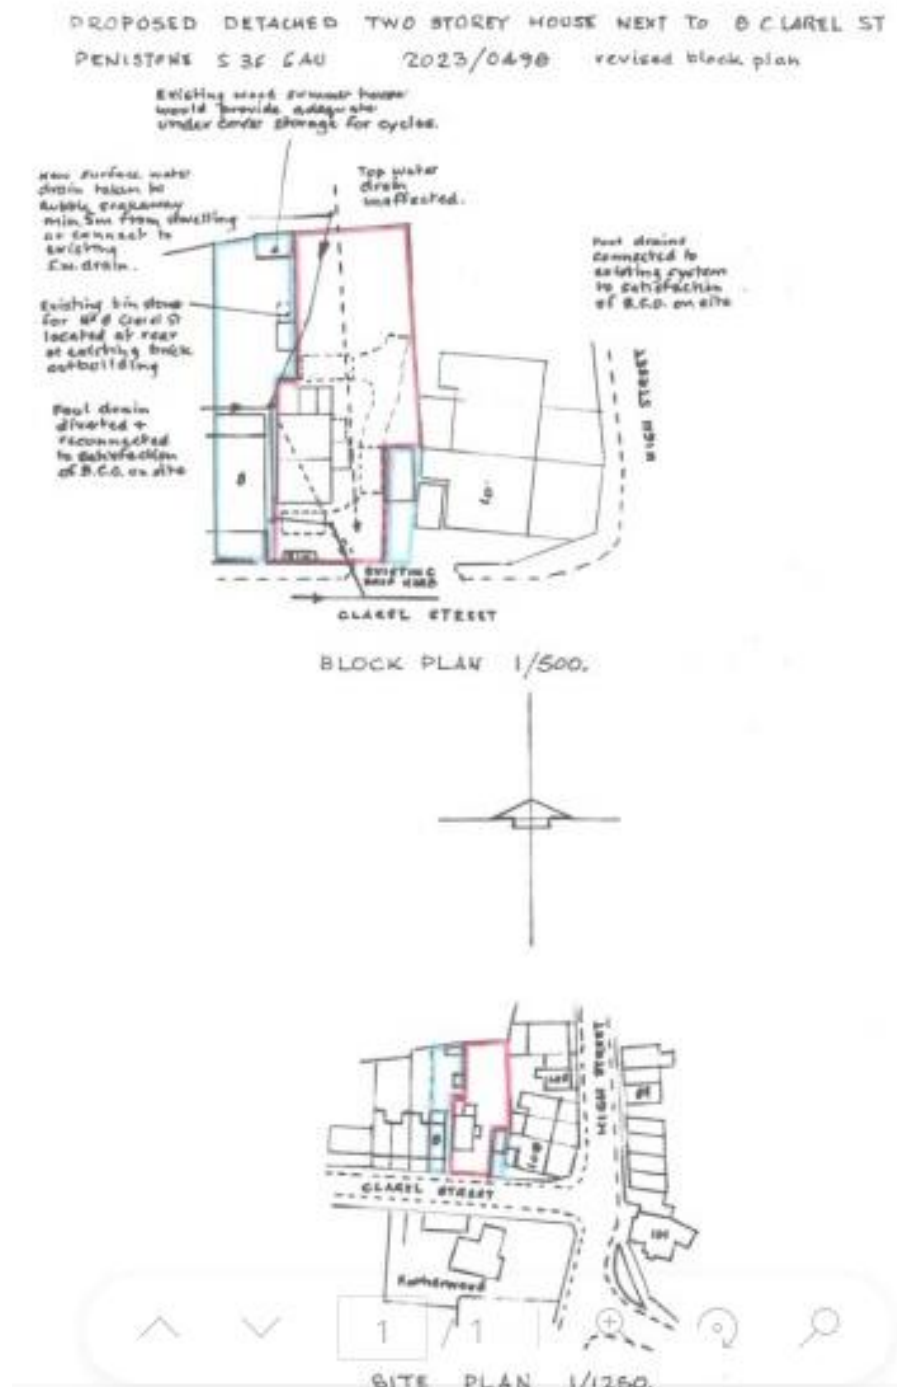 PROPOSED DETACHED TWO STOREY HOUSE NEXT TO 8 CLAREL ST
PENISTONE S36 6AU 2023/0498 revised block plan
Existing wood summer house
would provide adequate
under cover storage for cycles.
New surface water
drain taken to
Rubble soakaway
min. 5m from dwelling
or connect to
existing
S.w. drain.
Top water
drain
unaffected.
Foul drains
connected to
existing system
to satisfaction
of B.C.O. on site
Existing bin store
for Nº 8 Clarel St
located at rear
of existing brick
outbuilding
Foul drain
diverted +
reconnected
to satisfaction
of B.C.O. on site
HIGH STREET
8
EXISTING
DROP KERB
CLAREL STREET
BLOCK PLAN 1/500.
HIGH STREET
8
CLAREL STREET
Rotherwood
1
1
SITE PLAN 1/1250.